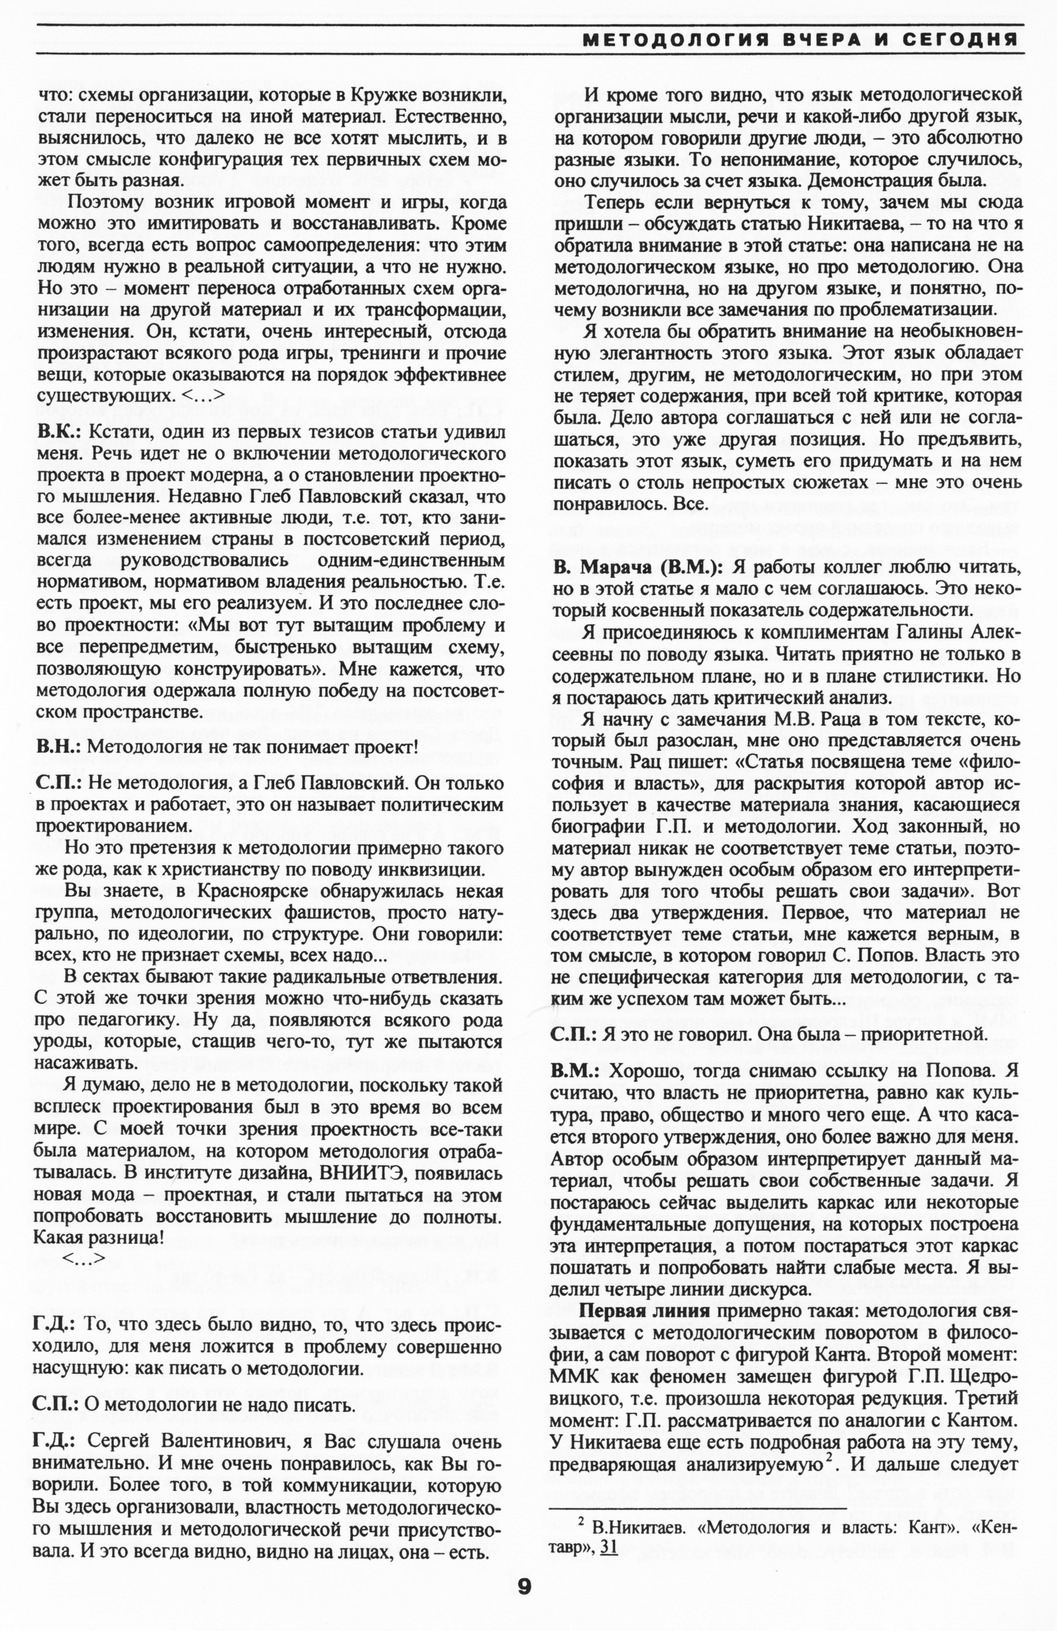 МЕТОДОЛОГИЯ ВЧЕРА И СЕГОДНЯ
что: схемы организации, которые в Кружке возникли,
стали переноситься на иной материал. Естественно,
выяснилось, что далеко не все хотят мыслить, и в
этом смысле конфигурация тех первичных схем мо-
жет быть разная.
Поэтому возник игровой момент и игры, когда
можно это имитировать и восстанавливать. Кроме
того, всегда есть вопрос самоопределения: что этим
людям нужно в реальной ситуации, а что не нужно.
Но это – момент переноса отработанных схем орга-
низации на другой материал и их трансформации,
изменения. Он, кстати, очень интересный, отсюда
произрастают всякого рода игры, тренинги и прочие
вещи, которые оказываются на порядок эффективнее
существующих. <...>
В.К.: Кстати, один из первых тезисов статьи удивил
меня. Речь идет не о включении методологического
проекта в проект модерна, а о становлении проектно-
го мышления. Недавно Глеб Павловский сказал, что
все более-менее активные люди, т.е. тот, кто зани-
мался изменением страны в постсоветский период,
всегда руководствовались одним-единственным
нормативом, нормативом владения реальностью. Т.е.
есть проект, мы его реализуем. И это последнее сло-
во проектности: «Мы вот тут вытащим проблему и
все перепредметим, быстренько вытащим схему,
позволяющую конструировать». Мне кажется, что
методология одержала полную победу на постсовет-
ском пространстве.
В.Н.: Методология не так понимает проект!
С.П.: Не методология, а Глеб Павловский. Он только
в проектах и работает, это он называет политическим
проектированием.
Но это претензия к методологии примерно такого
же рода, как к христианству по поводу инквизиции.
Вы знаете, в Красноярске обнаружилась некая
группа, методологических фашистов, просто нату-
рально, по идеологии, по структуре. Они говорили:
всех, кто не признает схемы, всех надо...
В сектах бывают такие радикальные ответвления.
С этой же точки зрения можно что-нибудь сказать
про педагогику. Ну да, появляются всякого рода
уроды, которые, стащив чего-то, тут же пытаются
насаживать.
Я думаю, дело не в методологии, поскольку такой
всплеск проектирования был в это время во всем
мире. С моей точки зрения проектность все-таки
была материалом, на котором методология отраба-
тывалась. В институте дизайна, ВНИИТЭ, появилась
новая мода – проектная, и стали пытаться на этом
попробовать восстановить мышление до полноты.
Какая разница!
<...>
Г.Д.: То, что здесь было видно, то, что здесь проис-
ходило, для меня ложится в проблему совершенно
насущную: как писать о методологии.
С.П.: О методологии не надо писать.
Г.Д.: Сергей Валентинович, я Вас слушала очень
внимательно. И мне очень понравилось, как Вы го-
ворили. Более того, в той коммуникации, которую
Вы здесь организовали, властность методологическо-
го мышления и методологической речи присутство-
вала. И это всегда видно, видно на лицах, она – есть.
И кроме того видно, что язык методологической
организации мысли, речи и какой-либо другой язык,
на котором говорили другие люди, – это абсолютно
разные языки. То непонимание, которое случилось,
оно случилось за счет языка. Демонстрация была.
Теперь если вернуться к тому, зачем мы сюда
пришли – обсуждать статью Никитаева, – то на что я
обратила внимание в этой статье: она написана не на
методологическом языке, но про методологию. Она
методологична, но на другом языке, и понятно, по-
чему возникли все замечания по проблематизации.
Я хотела бы обратить внимание на необыкновен-
ную элегантность этого языка. Этот язык обладает
стилем, другим, не методологическим, но при этом
не теряет содержания, при всей той критике, которая
была. Дело автора соглашаться с ней или не согла-
шаться, это уже другая позиция. Но предъявить,
показать этот язык, суметь его придумать и на нем
писать о столь непростых сюжетах – мне это очень
понравилось. Все.
В. Марача (В.М.): Я работы коллег люблю читать,
но в этой статье я мало с чем соглашаюсь. Это неко-
торый косвенный показатель содержательности.
Я присоединяюсь к комплиментам Галины Алек-
сеевны по поводу языка. Читать приятно не только в
содержательном плане, но и в плане стилистики. Но
я постараюсь дать критический анализ.
Я начну с замечания М.В. Раца в том тексте, ко-
торый был разослан, мне оно представляется очень
точным. Рац пишет: «Статья посвящена теме «фило-
софия и власть», для раскрытия которой автор ис-
пользует в качестве материала знания, касающиеся
биографии Г.П. и методологии. Ход законный, но
материал никак не соответствует теме статьи, поэто-
му автор вынужден особым образом его интерпрети-
ровать для того чтобы решать свои задачи». Вот
здесь два утверждения. Первое, что материал не
соответствует теме статьи, мне кажется верным, в
том смысле, в котором говорил С. Попов. Власть это
не специфическая категория для методологии, с та-
ким же успехом там может быть...
С.П.: Я это не говорил. Она была – приоритетной.
В.М.: Хорошо, тогда снимаю ссылку на Попова. Я
считаю, что власть не приоритетна, равно как куль-
тура, право, общество и много чего еще. А что каса-
ется второго утверждения, оно более важно для меня.
Автор особым образом интерпретирует данный ма-
териал, чтобы решать свои собственные задачи. Я
постараюсь сейчас выделить каркас или некоторые
фундаментальные допущения, на которых построена
эта интерпретация, а потом постараться этот каркас
пошатать и попробовать найти слабые места. Я вы-
делил четыре линии дискурса.
Первая линия примерно такая: методология свя-
зывается с методологическим поворотом в филосо-
фии, а сам поворот с фигурой Канта. Второй момент:
ММК как феномен замещен фигурой Г.П. Щедро-
вицкого, т.е. произошла некоторая редукция. Третий
момент: Г.П. рассматривается по аналогии с Кантом.
У Никитаева еще есть подробная работа на эту тему,
предваряющая анализируемую². И дальше следует
² В.Никитаев. «Методология и власть: Кант». «Кен-
тавр», 31
9